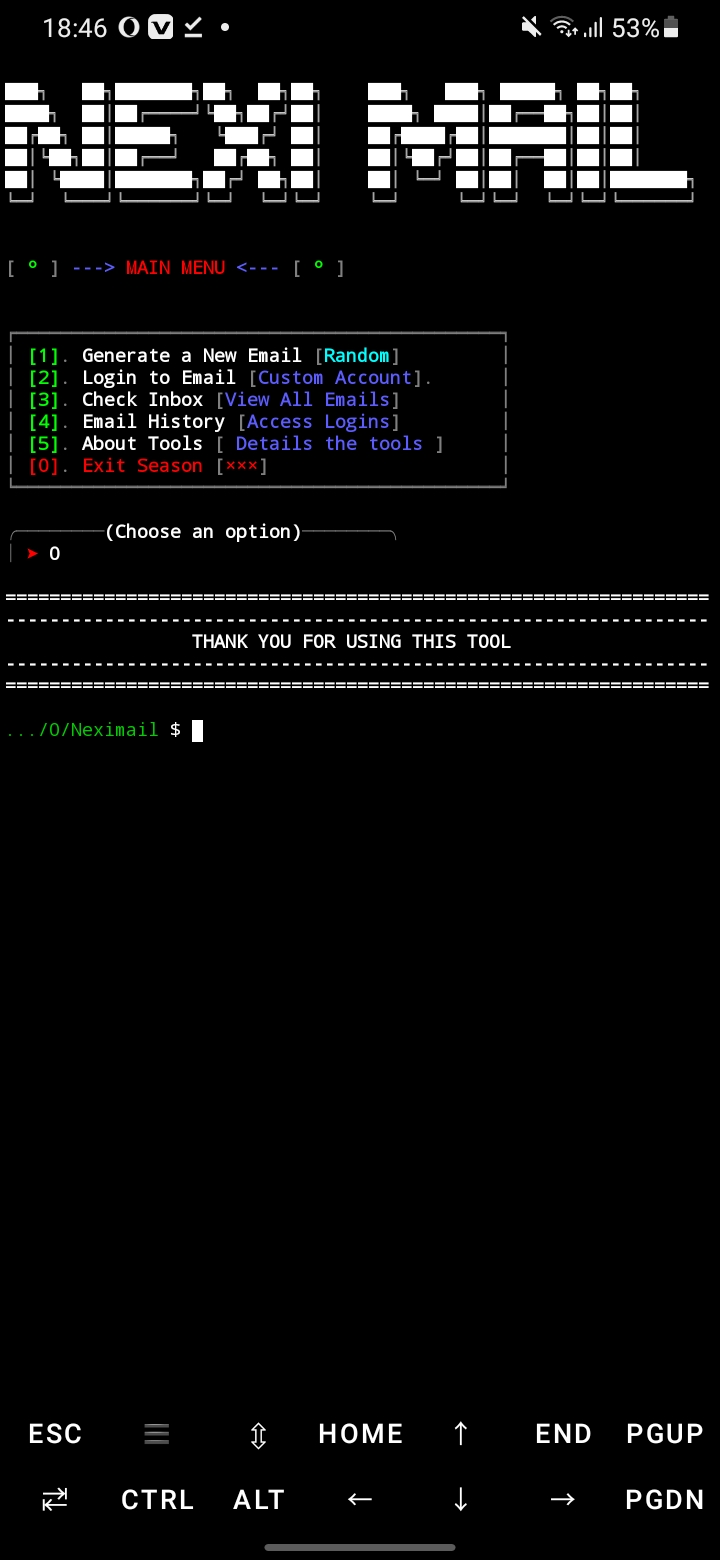 18:46 53%
NEXI MAIL
[ ° ] ---> MAIN MENU <--- [ ° ]
[1]. Generate a New Email [Random]
[2]. Login to Email [Custom Account].
[3]. Check Inbox [View All Emails]
[4]. Email History [Access Logins]
[5]. About Tools [ Details the tools ]
[0]. Exit Season [×××]
(Choose an option)
➤ 0
================================================================
----------------------------------------------------------------
THANK YOU FOR USING THIS TOOL
----------------------------------------------------------------
================================================================
.../0/Neximail $
ESC ☰ ⇳ HOME ↑ END PGUP
⇄ CTRL ALT ← ↓ → PGDN